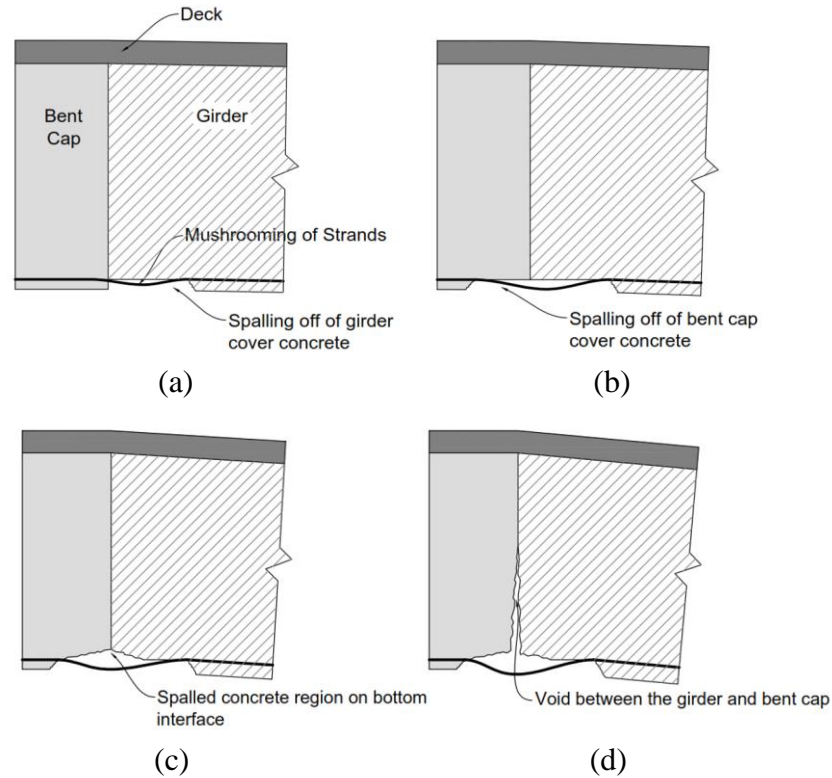 Deck
Bent
Cap
Girder
Mushrooming of Strands
Spalling off of girder
cover concrete
(a)
Spalling off of bent cap
cover concrete
(b)
Spalled concrete region on bottom
interface
(c)
Void between the girder and bent cap
(d)